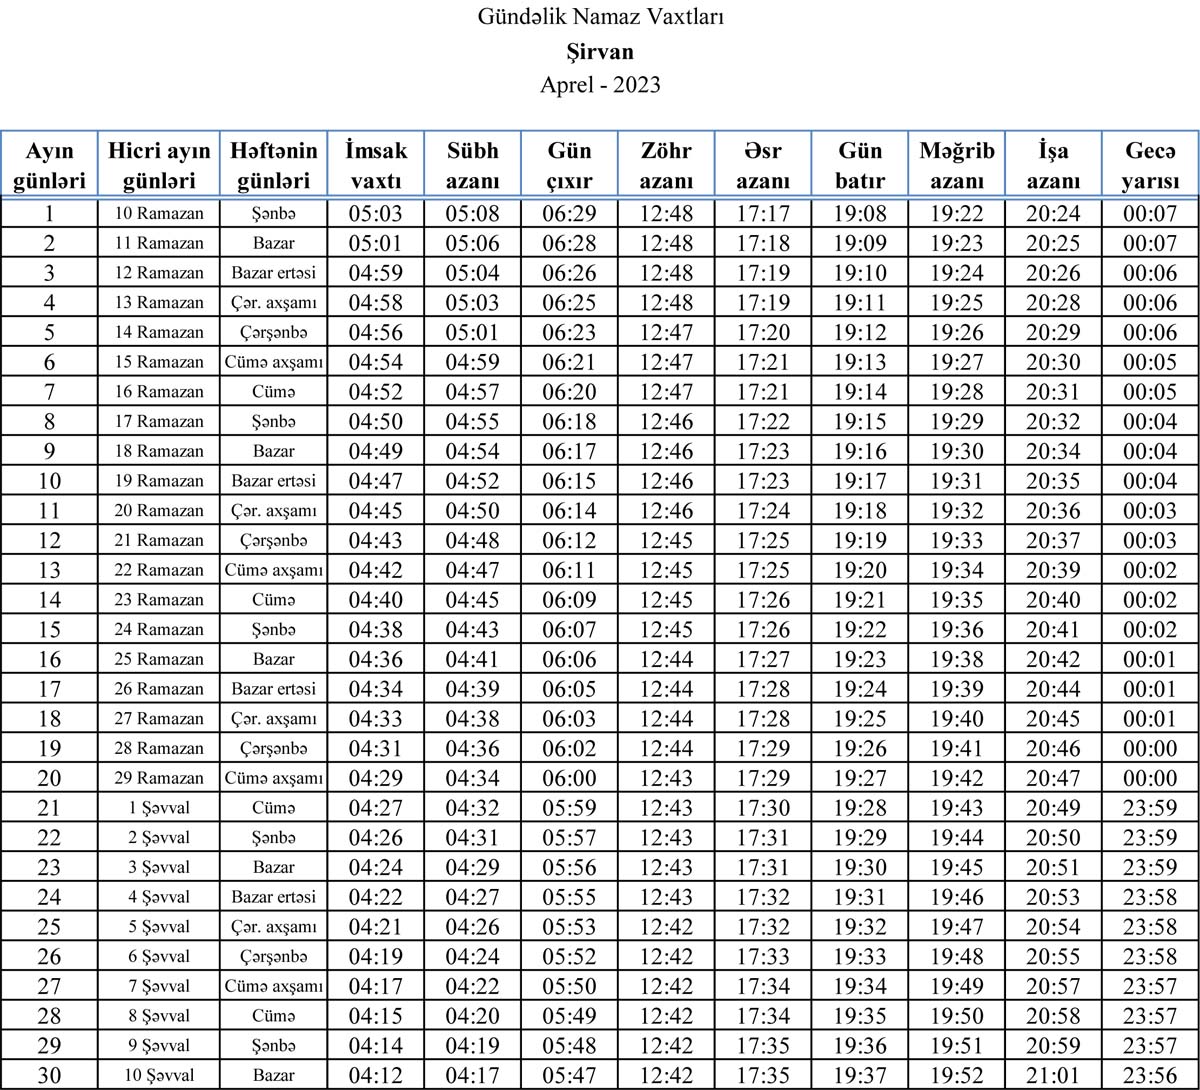 Gündəlik Namaz Vaxtları
Şirvan
Aprel - 2023
Ayın günləri Hicri ayın günləri Həftənin günləri İmsak vaxtı Sübh azanı Gün çıxır Zöhr azanı Əsr azanı Gün batır Məğrib azanı İşa azanı Gecə yarısı
1 10 Ramazan Şənbə 05:03 05:08 06:29 12:48 17:17 19:08 19:22 20:24 00:07
2 11 Ramazan Bazar 05:01 05:06 06:28 12:48 17:18 19:09 19:23 20:25 00:07
3 12 Ramazan Bazar ertəsi 04:59 05:04 06:26 12:48 17:19 19:10 19:24 20:26 00:06
4 13 Ramazan Çər. axşamı 04:58 05:03 06:25 12:48 17:19 19:11 19:25 20:28 00:06
5 14 Ramazan Çərşənbə 04:56 05:01 06:23 12:47 17:20 19:12 19:26 20:29 00:06
6 15 Ramazan Cümə axşamı 04:54 04:59 06:21 12:47 17:21 19:13 19:27 20:30 00:05
7 16 Ramazan Cümə 04:52 04:57 06:20 12:47 17:21 19:14 19:28 20:31 00:05
8 17 Ramazan Şənbə 04:50 04:55 06:18 12:46 17:22 19:15 19:29 20:32 00:04
9 18 Ramazan Bazar 04:49 04:54 06:17 12:46 17:23 19:16 19:30 20:34 00:04
10 19 Ramazan Bazar ertəsi 04:47 04:52 06:15 12:46 17:23 19:17 19:31 20:35 00:04
11 20 Ramazan Çər. axşamı 04:45 04:50 06:14 12:46 17:24 19:18 19:32 20:36 00:03
12 21 Ramazan Çərşənbə 04:43 04:48 06:12 12:45 17:25 19:19 19:33 20:37 00:03
13 22 Ramazan Cümə axşamı 04:42 04:47 06:11 12:45 17:25 19:20 19:34 20:39 00:02
14 23 Ramazan Cümə 04:40 04:45 06:09 12:45 17:26 19:21 19:35 20:40 00:02
15 24 Ramazan Şənbə 04:38 04:43 06:07 12:45 17:26 19:22 19:36 20:41 00:02
16 25 Ramazan Bazar 04:36 04:41 06:06 12:44 17:27 19:23 19:38 20:42 00:01
17 26 Ramazan Bazar ertəsi 04:34 04:39 06:05 12:44 17:28 19:24 19:39 20:44 00:01
18 27 Ramazan Çər. axşamı 04:33 04:38 06:03 12:44 17:28 19:25 19:40 20:45 00:01
19 28 Ramazan Çərşənbə 04:31 04:36 06:02 12:44 17:29 19:26 19:41 20:46 00:00
20 29 Ramazan Cümə axşamı 04:29 04:34 06:00 12:43 17:29 19:27 19:42 20:47 00:00
21 1 Şəvval Cümə 04:27 04:32 05:59 12:43 17:30 19:28 19:43 20:49 23:59
22 2 Şəvval Şənbə 04:26 04:31 05:57 12:43 17:31 19:29 19:44 20:50 23:59
23 3 Şəvval Bazar 04:24 04:29 05:56 12:43 17:31 19:30 19:45 20:51 23:59
24 4 Şəvval Bazar ertəsi 04:22 04:27 05:55 12:43 17:32 19:31 19:46 20:53 23:58
25 5 Şəvval Çər. axşamı 04:21 04:26 05:53 12:42 17:32 19:32 19:47 20:54 23:58
26 6 Şəvval Çərşənbə 04:19 04:24 05:52 12:42 17:33 19:33 19:48 20:55 23:58
27 7 Şəvval Cümə axşamı 04:17 04:22 05:50 12:42 17:34 19:34 19:49 20:57 23:57
28 8 Şəvval Cümə 04:15 04:20 05:49 12:42 17:34 19:35 19:50 20:58 23:57
29 9 Şəvval Şənbə 04:14 04:19 05:48 12:42 17:35 19:36 19:51 20:59 23:57
30 10 Şəvval Bazar 04:12 04:17 05:47 12:42 17:35 19:37 19:52 21:01 23:56